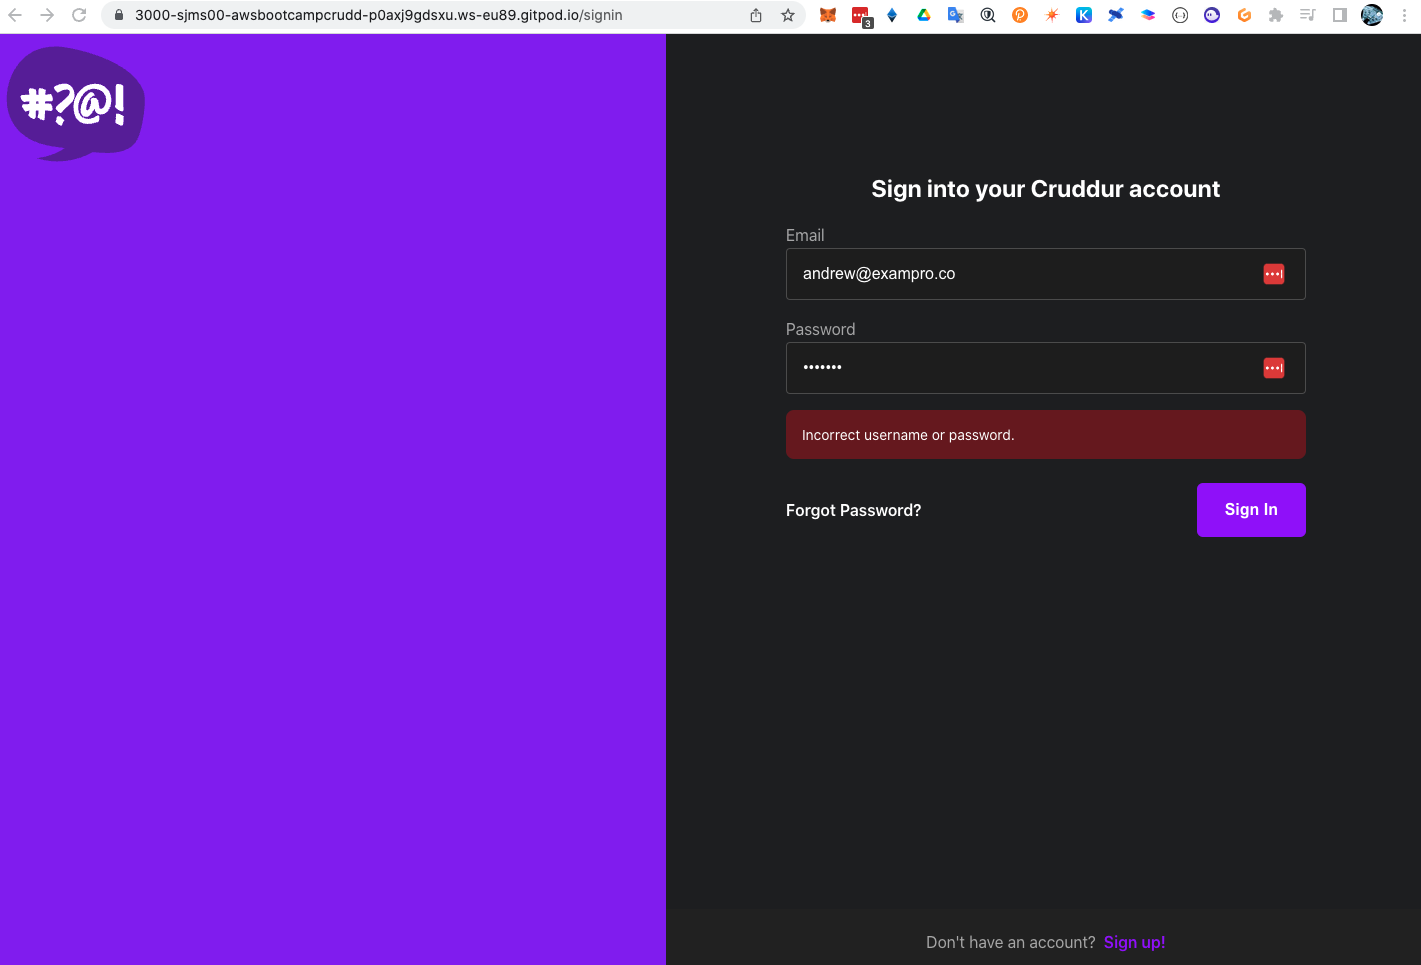 3000-sjms00-awsbootcampcrudd-p0axj9gdsxu.ws-eu89.gitpod.io/signin
3
#?@!
Sign into your Cruddur account
Email
andrew@exampro.co
Password
•••••••
Incorrect username or password.
Forgot Password?
Sign In
Don't have an account? Sign up!